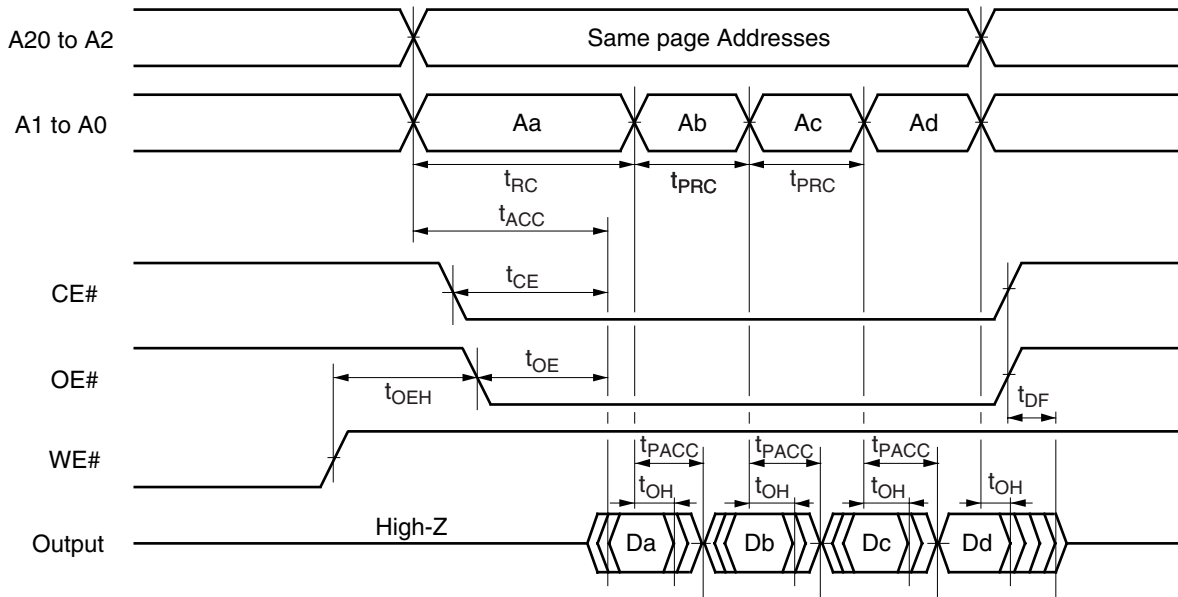 A20 to A2
Same page Addresses
A1 to A0
Aa
Ab
Ac
Ad
tRC
tPRC
tPRC
tACC
CE#
tCE
OE#
tOE
tOEH
tDF
WE#
tPACC
tPACC
tPACC
tOH
tOH
tOH
tOH
Output
High-Z
Da
Db
Dc
Dd